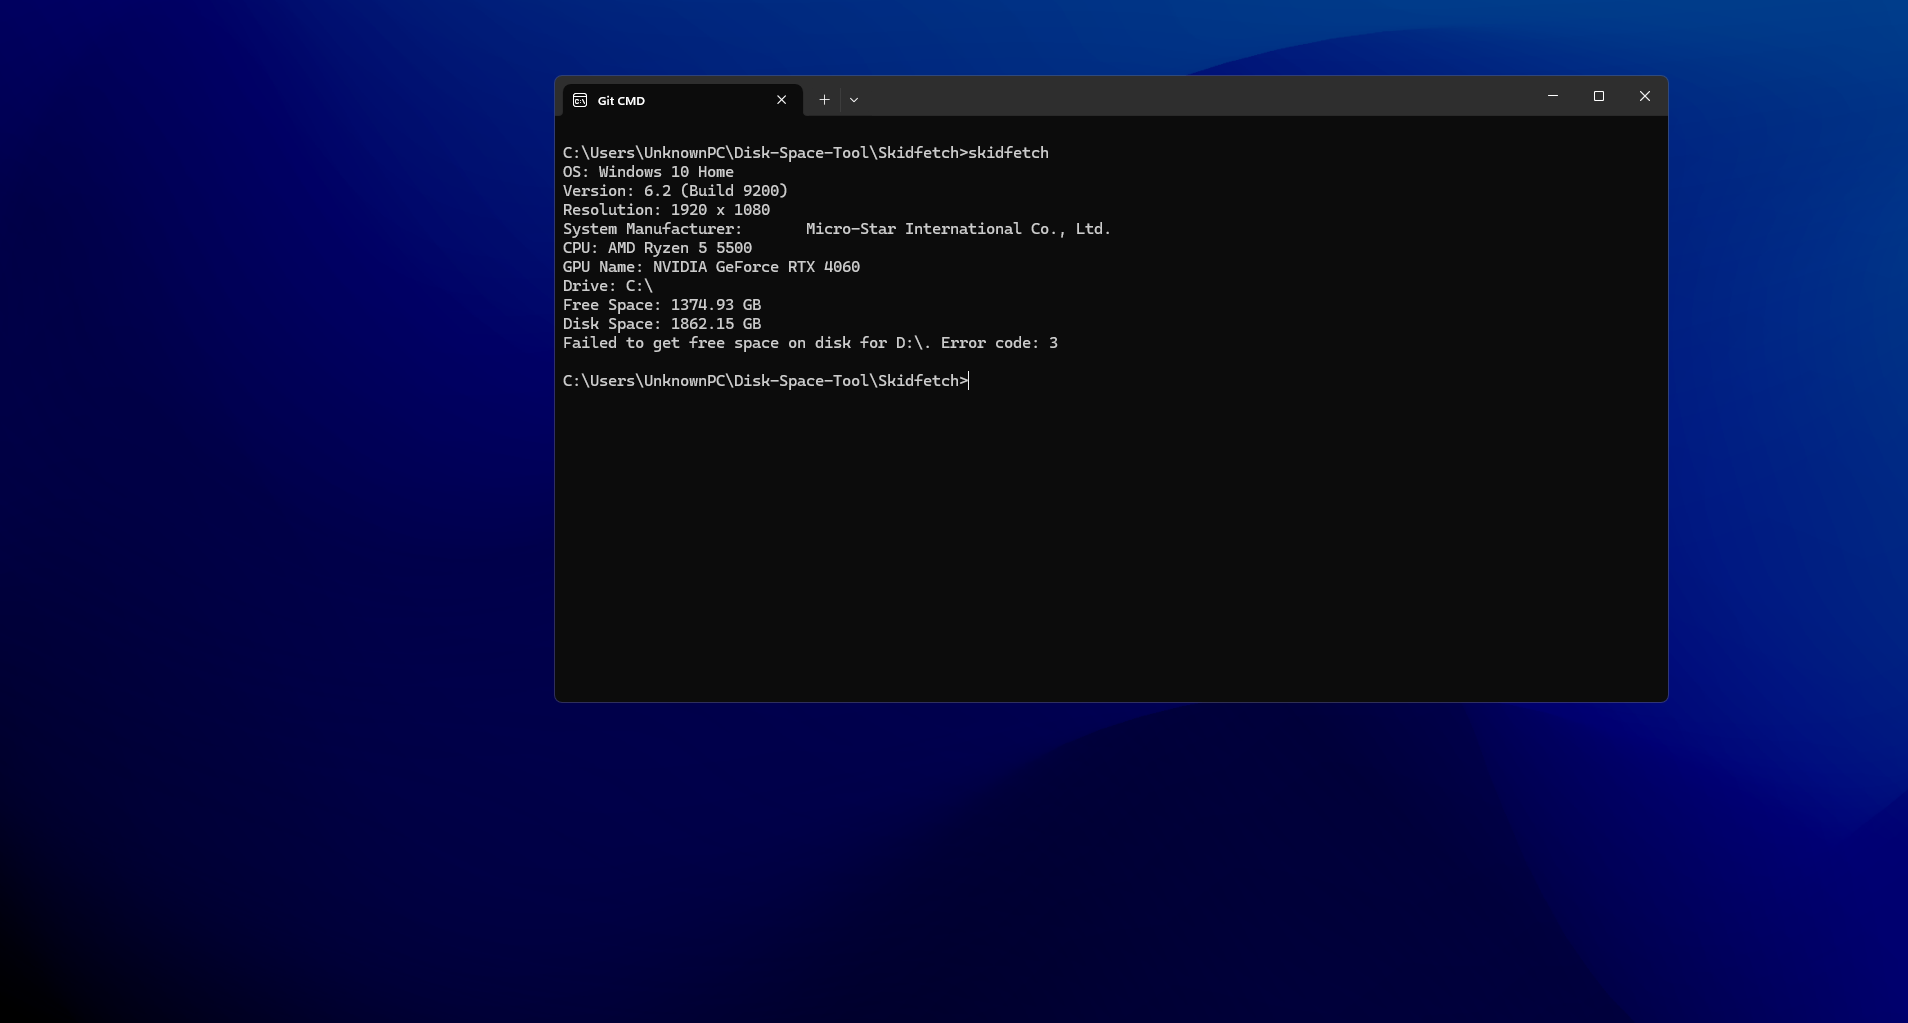 Git CMD
C:\Users\UnknownPC\Disk-Space-Tool\Skidfetch>skidfetch
OS: Windows 10 Home
Version: 6.2 (Build 9200)
Resolution: 1920 x 1080
System Manufacturer:       Micro-Star International Co., Ltd.
CPU: AMD Ryzen 5 5500
GPU Name: NVIDIA GeForce RTX 4060
Drive: C:\
Free Space: 1374.93 GB
Disk Space: 1862.15 GB
Failed to get free space on disk for D:\. Error code: 3
C:\Users\UnknownPC\Disk-Space-Tool\Skidfetch>